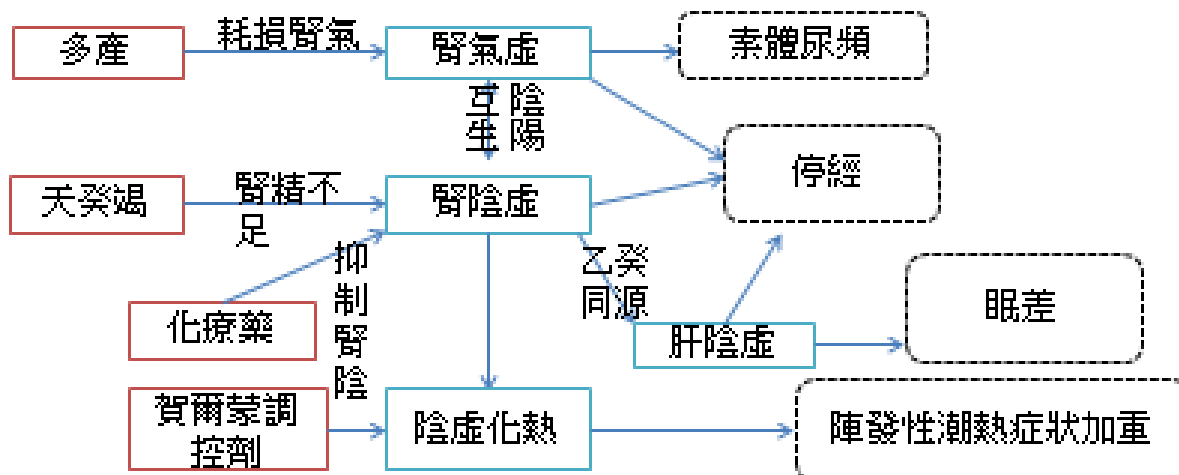 多產
耗損腎氣
腎氣虛
素體尿頻
互 陰
生 陽
停經
天癸竭
腎精不
足
腎陰虛
抑
制
腎
陰
乙癸
同源
眠差
化療藥
肝陰虛
賀爾蒙調
控劑
陰虛化熱
陣發性潮熱症狀加重